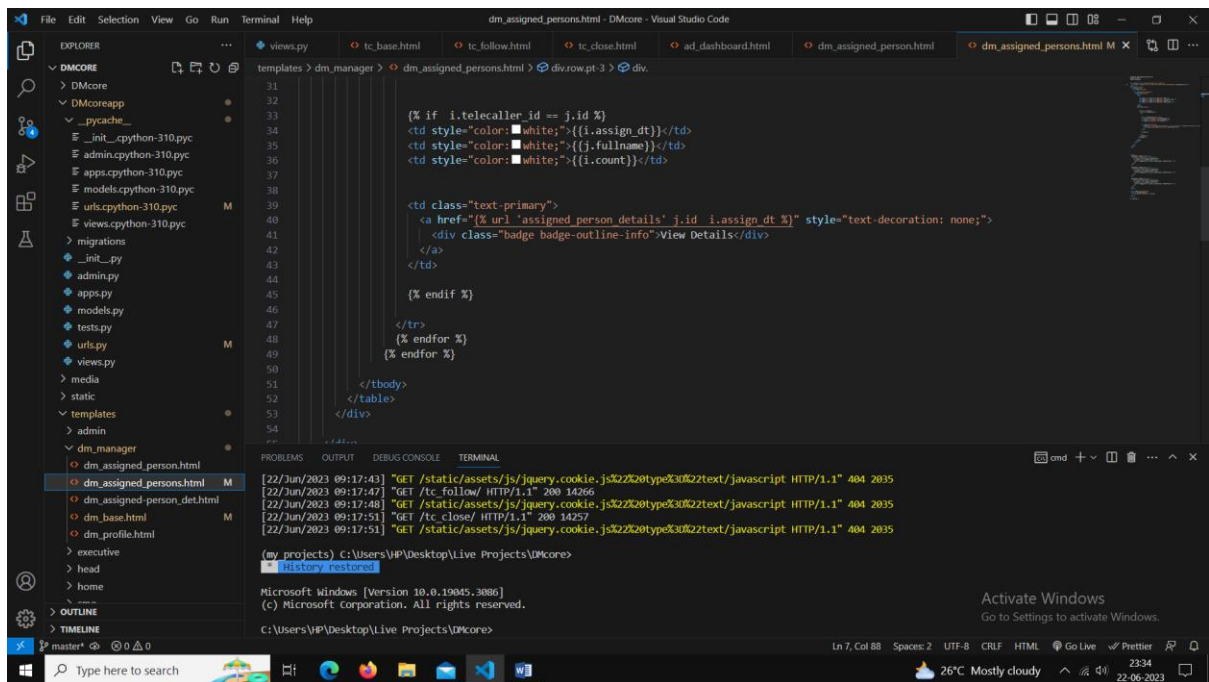 File Edit Selection View Go Run Terminal Help
dm_assigned_persons.html - DMcore - Visual Studio Code
EXPLORER
DMCORE
> DMcore
DMcoreapp
__pycache__
__init__.cpython-310.pyc
admin.cpython-310.pyc
apps.cpython-310.pyc
models.cpython-310.pyc
urls.cpython-310.pyc M
views.cpython-310.pyc
> migrations
__init__.py
admin.py
apps.py
models.py
tests.py
urls.py M
views.py
> media
> static
templates
> admin
dm_manager
dm_assigned_person.html
dm_assigned_persons.html M
dm_assigned-person_det.html
dm_base.html M
dm_profile.html
> executive
> head
> home
> OUTLINE
> TIMELINE
views.py tc_base.html tc_follow.html tc_close.html ad_dashboard.html dm_assigned_person.html dm_assigned_persons.html M
templates > dm_manager > dm_assigned_persons.html > div.row.pt-3 > div.
31
32
33 {% if i.telecaller_id == j.id %}
34 <td style="color:white;">{{i.assign_dt}}</td>
35 <td style="color:white;">{{j.fullname}}</td>
36 <td style="color:white;">{{i.count}}</td>
37
38
39 <td class="text-primary">
40 <a href="{% url 'assigned_person_details' j.id i.assign_dt %}" style="text-decoration: none;">
41 <div class="badge badge-outline-info">View Details</div>
42 </a>
43 </td>
44
45 {% endif %}
46
47 </tr>
48 {% endfor %}
49 {% endfor %}
50
51 </tbody>
52 </table>
53 </div>
54
PROBLEMS OUTPUT DEBUG CONSOLE TERMINAL
cmd
[22/Jun/2023 09:17:43] "GET /static/assets/js/jquery.cookie.js%22%20type%3D%22text/javascript HTTP/1.1" 404 2035
[22/Jun/2023 09:17:47] "GET /tc_follow/ HTTP/1.1" 200 14266
[22/Jun/2023 09:17:48] "GET /static/assets/js/jquery.cookie.js%22%20type%3D%22text/javascript HTTP/1.1" 404 2035
[22/Jun/2023 09:17:51] "GET /tc_close/ HTTP/1.1" 200 14257
[22/Jun/2023 09:17:51] "GET /static/assets/js/jquery.cookie.js%22%20type%3D%22text/javascript HTTP/1.1" 404 2035
(my_projects) C:\Users\HP\Desktop\Live Projects\DMcore>
* History restored
Microsoft Windows [Version 10.0.19045.3086]
(c) Microsoft Corporation. All rights reserved.
C:\Users\HP\Desktop\Live Projects\DMcore>
Activate Windows
Go to Settings to activate Windows.
master* 0 0 Ln 7, Col 88 Spaces: 2 UTF-8 CRLF HTML Go Live Prettier
Type here to search
26°C Mostly cloudy
23:34
22-06-2023